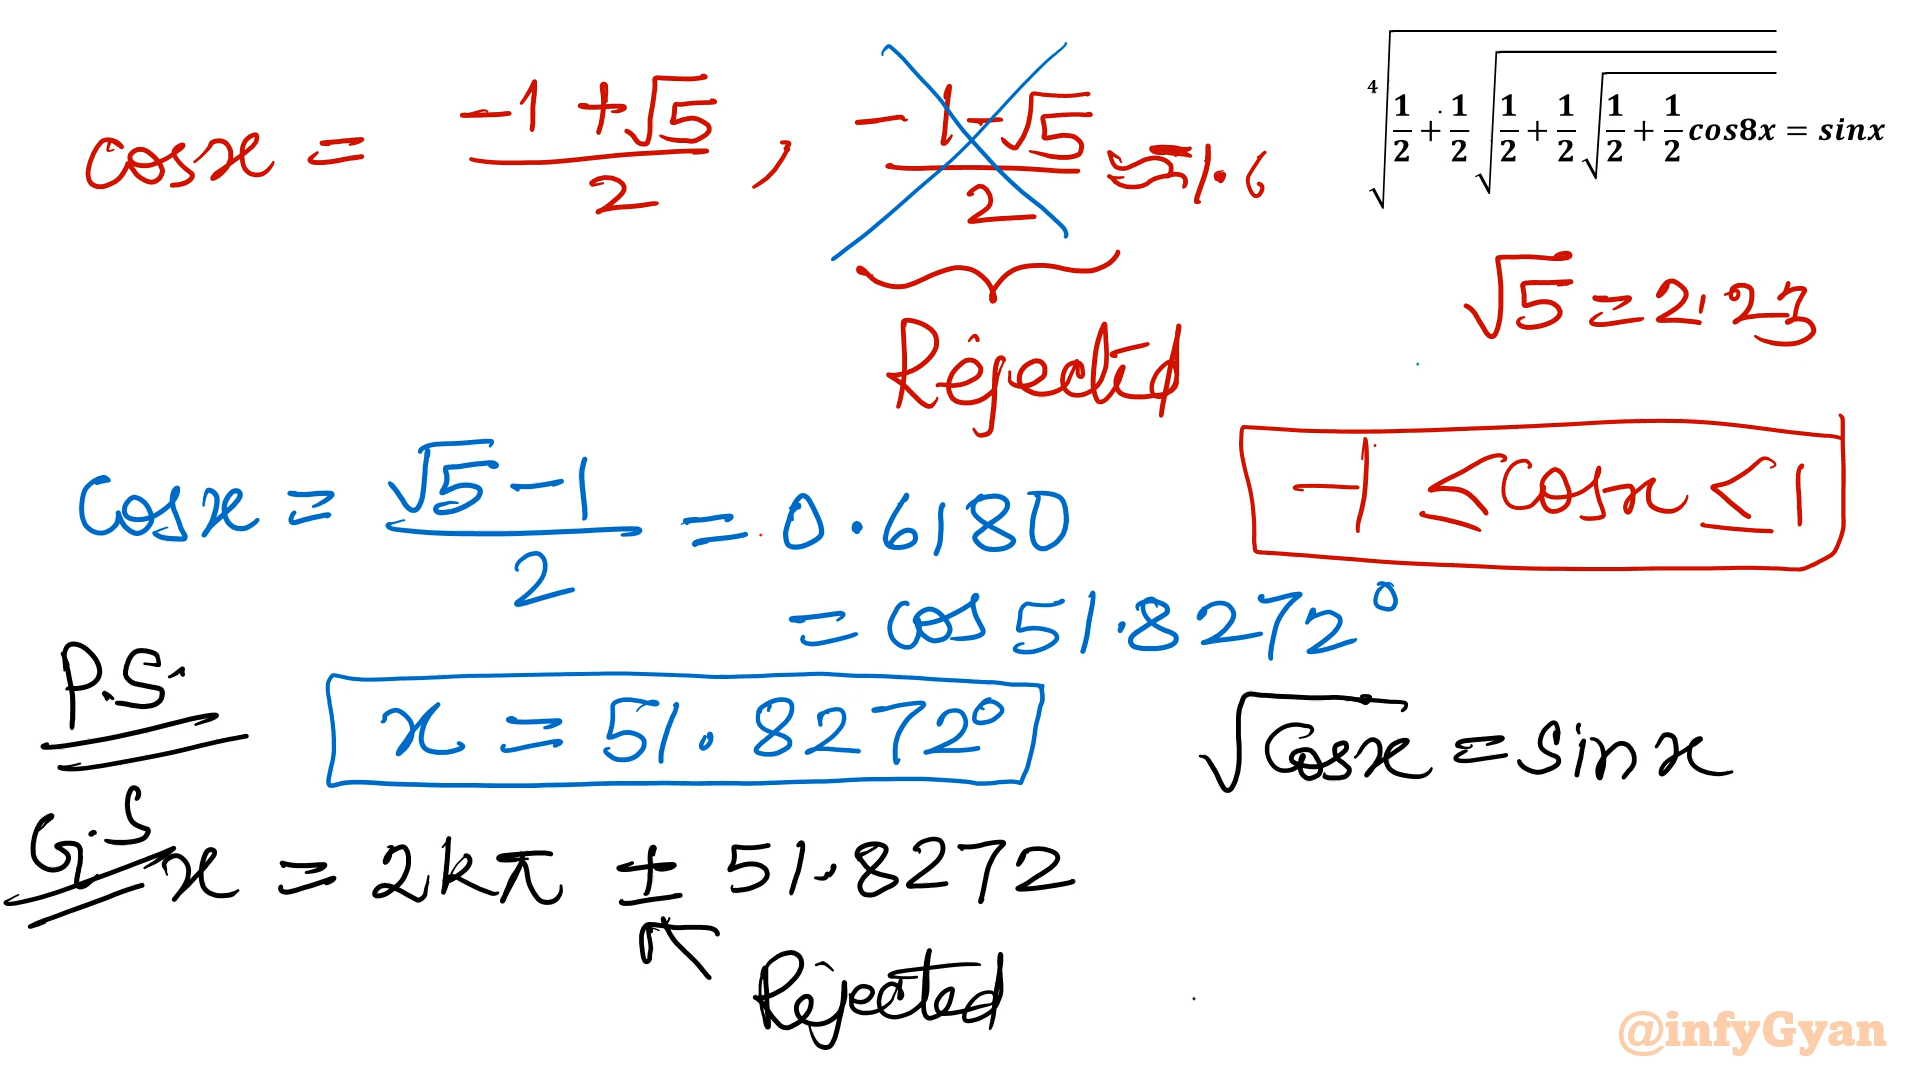 cosx = (-1 + √5)/2 , (-1 - √5)/2 ≈ -1.6
⁴√(1/2 + 1/2 √(1/2 + 1/2 √(1/2 + 1/2 cos8x))) = sinx
√5 = 2.23
Rejected
-1 ≤ cosx ≤ 1
cosx = (√5 - 1)/2 = 0.6180
= cos 51.8272°
P.S.
x = 51.8272°
√cosx = sinx
G.S x = 2kπ ± 51.8272
Rejected
@infyGyan